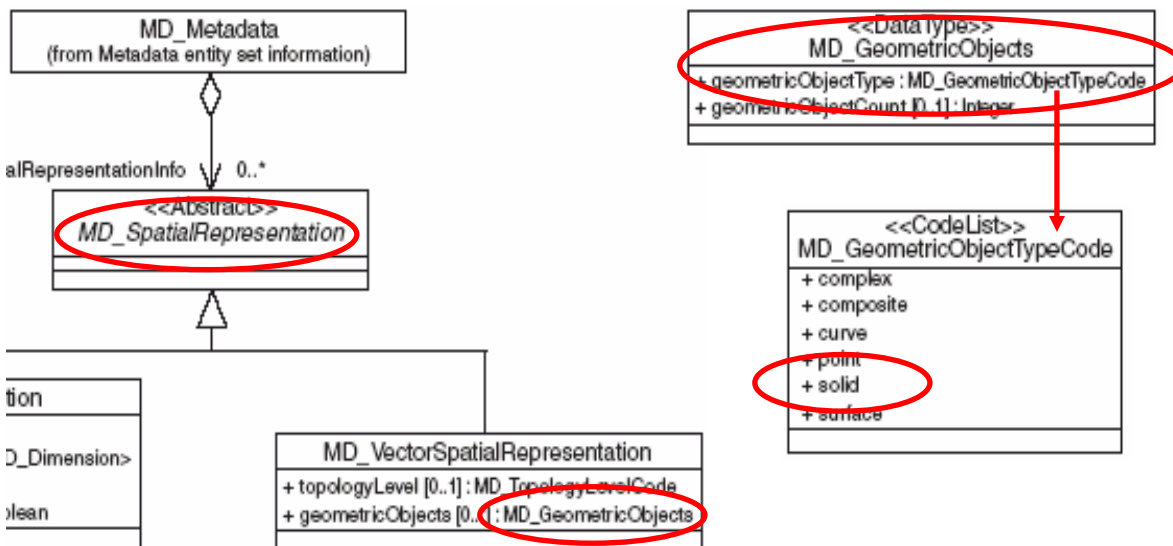 MD_Metadata
(from Metadata entity set information)
alRepresentationInfo 0..*
<<Abstract>>
MD_SpatialRepresentation
tion
D_Dimension>
olean
MD_VectorSpatialRepresentation
+ topologyLevel [0..1] : MD_TopologyLevelCode
+ geometricObjects [0.. : MD_GeometricObjects
<<DataType>>
MD_GeometricObjects
+ geometricObjectType : MD_GeometricObjectTypeCode
+ geometricObjectCount [0..1] : Integer
<<CodeList>>
MD_GeometricObjectTypeCode
+ complex
+ composite
+ curve
+ point
+ solid
+ surface